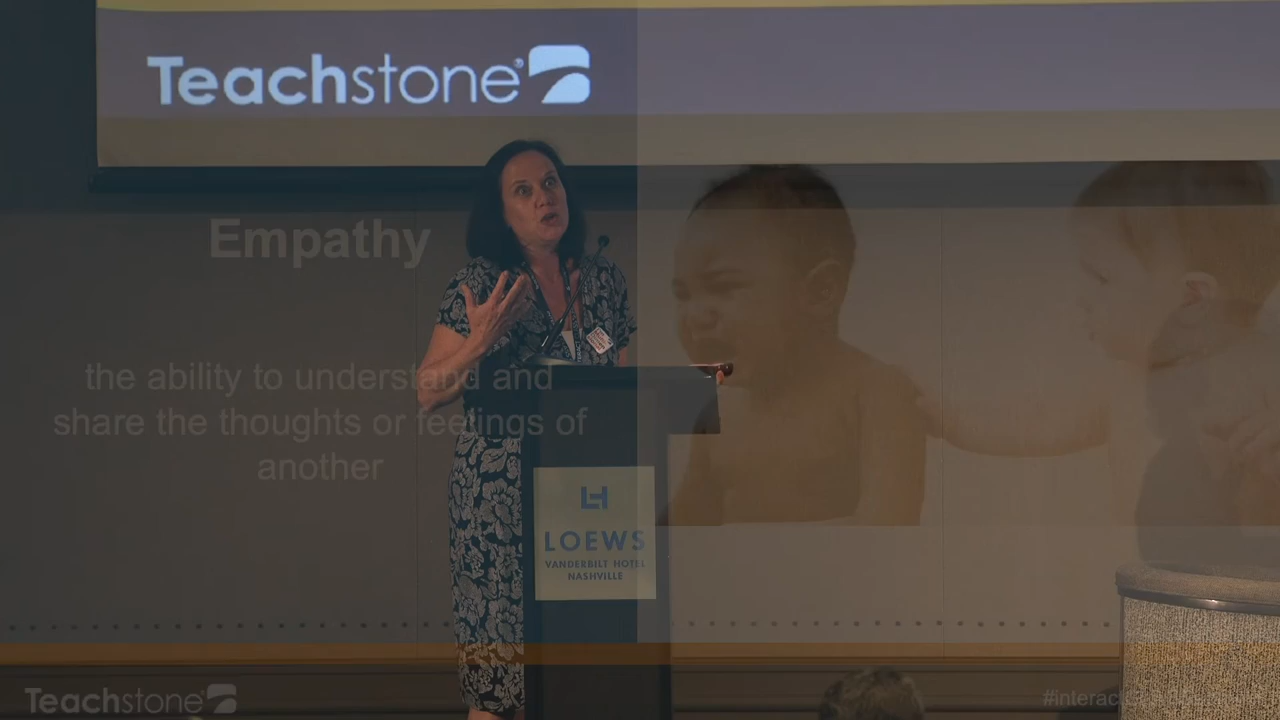 Teachstone®
Empathy
the ability to understand and
share the thoughts or feelings of
another
LH
LOEWS
VANDERBILT HOTEL
NASHVILLE
Teachstone